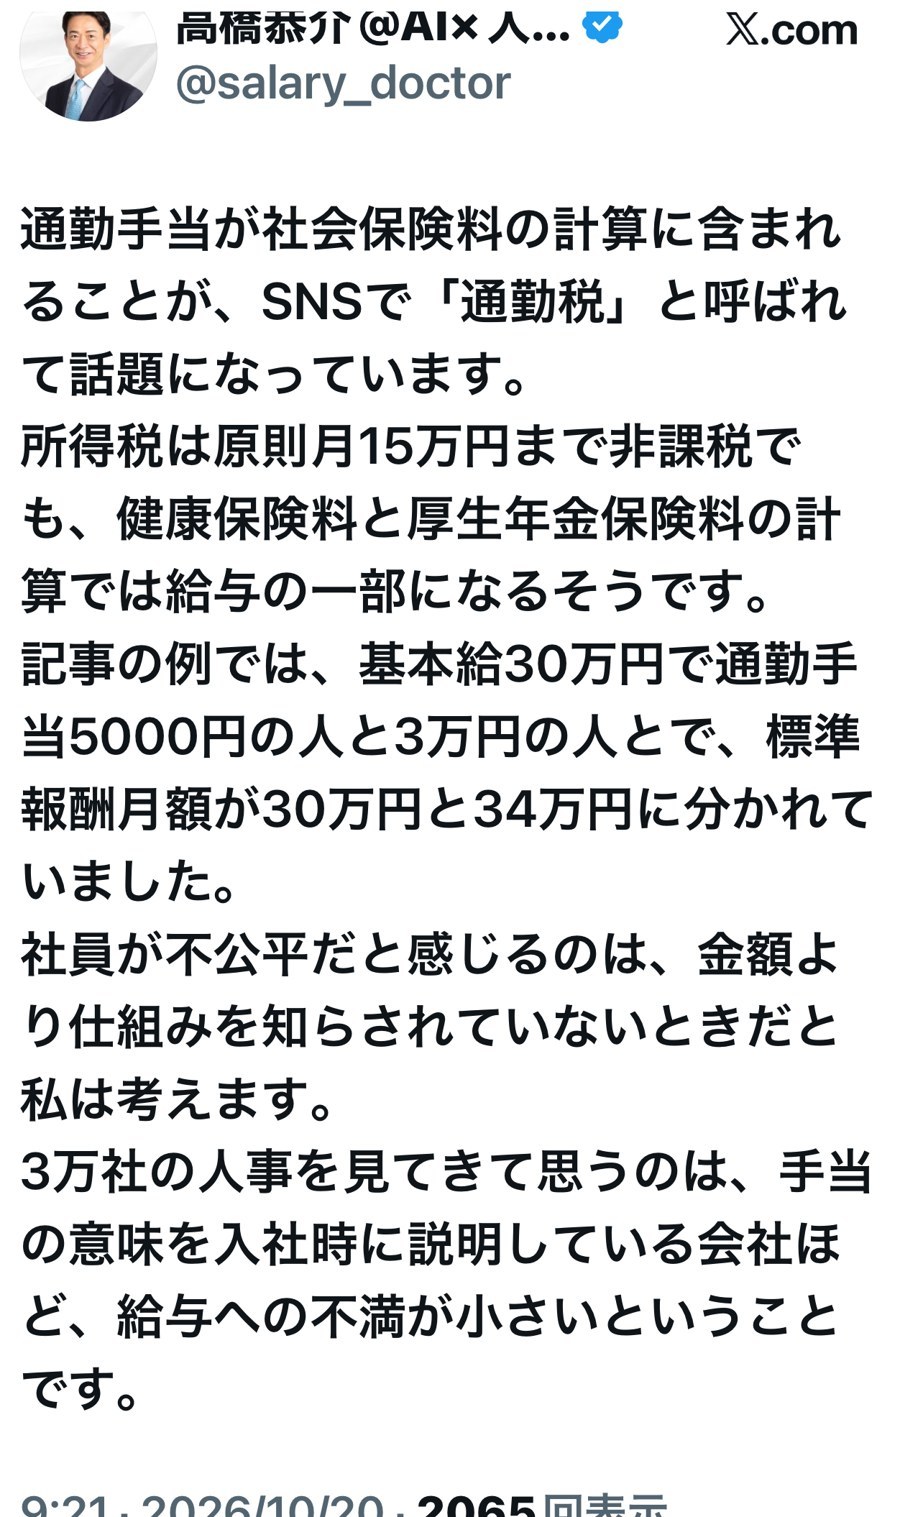 高橋恭介@AI×人...
X.com
@salary_doctor
通勤手当が社会保険料の計算に含まれ
ることが、SNSで「通勤税」と呼ばれ
て話題になっています。
所得税は原則月15万円まで非課税で
も、健康保険料と厚生年金保険料の計
算では給与の一部になるそうです。
記事の例では、基本給30万円で通勤手
当5000円の人と3万円の人とで、標準
報酬月額が30万円と34万円に分かれて
いました。
社員が不公平だと感じるのは、金額よ
り仕組みを知らされていないときだと
私は考えます。
3万社の人事を見てきて思うのは、手当
の意味を入社時に説明している会社ほ
ど、給与への不満が小さいということ
です。
9:21 · 2026/10/20 · 2065回表示